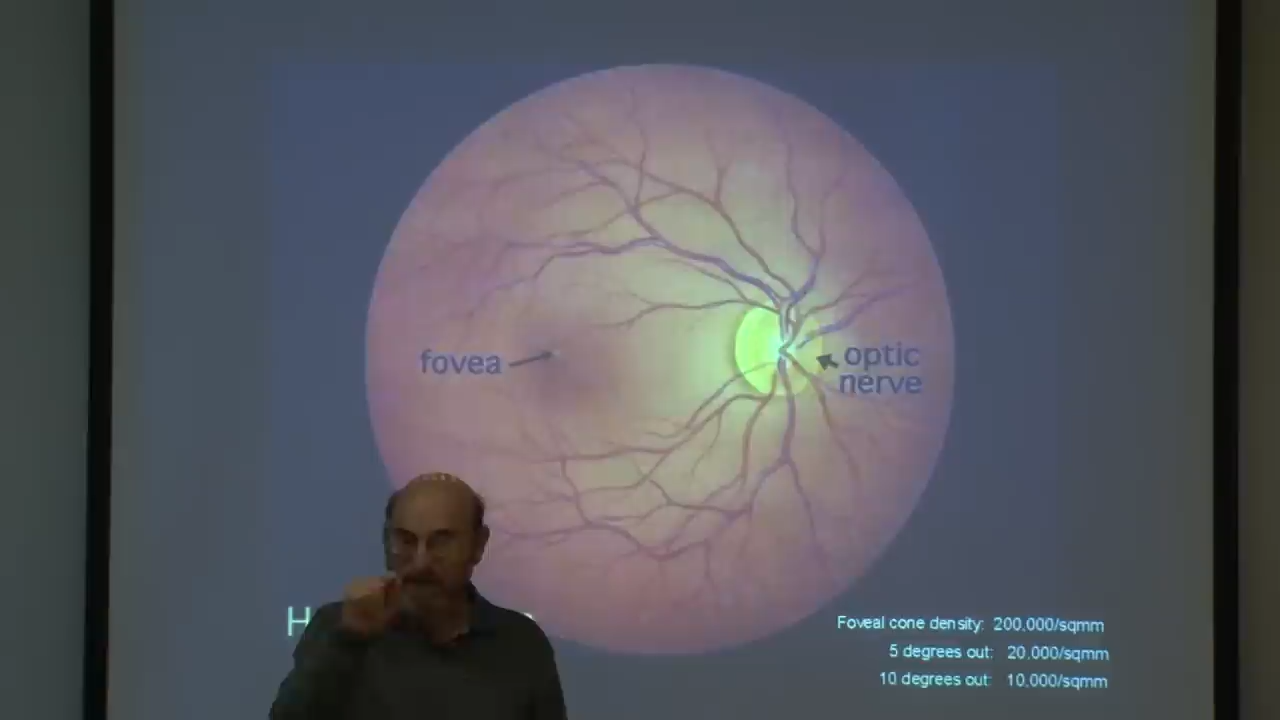 fovea
optic
nerve
Foveal cone density: 200,000/sqmm
5 degrees out: 20,000/sqmm
10 degrees out: 10,000/sqmm